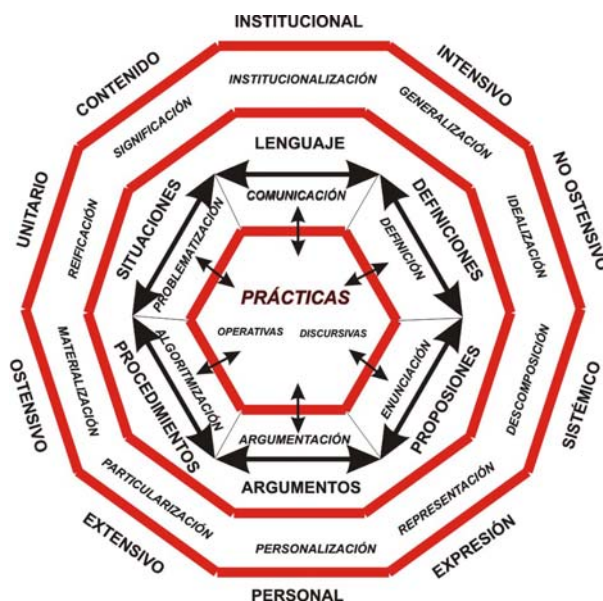 INSTITUCIONAL
CONTENIDO
INTENSIVO
INSTITUCIONALIZACIÓN
SIGNIFICACIÓN
GENERALIZACIÓN
LENGUAJE
UNITARIO
NO OSTENSIVO
REIFICACIÓN
SITUACIONES
COMUNICACIÓN
DEFINICIONES
IDEALIZACIÓN
PROBLEMATIZACIÓN
DEFINICIÓN
PRÁCTICAS
OPERATIVAS
DISCURSIVAS
ALGORITMIZACIÓN
ENUNCIACIÓN
OSTENSIVO
MATERIALIZACIÓN
PROCEDIMIENTOS
ARGUMENTACIÓN
PROPOSIONES
DESCOMPOSICIÓN
SISTÉMICO
ARGUMENTOS
PARTICULARIZACIÓN
REPRESENTACIÓN
EXTENSIVO
PERSONALIZACIÓN
EXPRESIÓN
PERSONAL